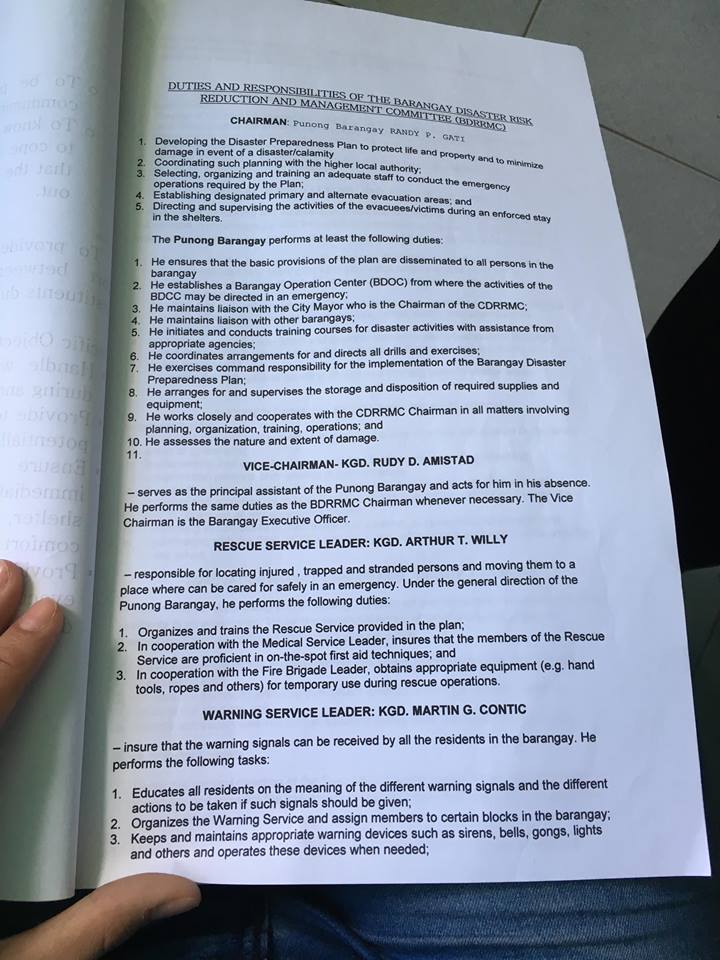 DUTIES AND RESPONSIBILITIES OF THE BARANGAY DISASTER RISK
REDUCTION AND MANAGEMENT COMMITTEE (BDRRMC)
CHAIRMAN: Punong Barangay RANDY P. GATI
1. Developing the Disaster Preparedness Plan to protect life and property and to minimize
damage in event of a disaster/calamity
2. Coordinating such planning with the higher local authority;
3. Selecting, organizing and training an adequate staff to conduct the emergency
operations required by the Plan;
4. Establishing designated primary and alternate evacuation areas; and
5. Directing and supervising the activities of the evacuees/victims during an enforced stay
in the shelters.
The Punong Barangay performs at least the following duties:
1. He ensures that the basic provisions of the plan are disseminated to all persons in the
barangay
2. He establishes a Barangay Operation Center (BDOC) from where the activities of the
BDCC may be directed in an emergency;
3. He maintains liaison with the City Mayor who is the Chairman of the CDRRMC;
4. He maintains liaison with other barangays;
5. He initiates and conducts training courses for disaster activities with assistance from
appropriate agencies;
6. He coordinates arrangements for and directs all drills and exercises;
7. He exercises command responsibility for the implementation of the Barangay Disaster
Preparedness Plan;
8. He arranges for and supervises the storage and disposition of required supplies and
equipment;
9. He works closely and cooperates with the CDRRMC Chairman in all matters involving
planning, organization, training, operations; and
10. He assesses the nature and extent of damage.
11.
VICE-CHAIRMAN- KGD. RUDY D. AMISTAD
– serves as the principal assistant of the Punong Barangay and acts for him in his absence.
He performs the same duties as the BDRRMC Chairman whenever necessary. The Vice
Chairman is the Barangay Executive Officer.
RESCUE SERVICE LEADER: KGD. ARTHUR T. WILLY
– responsible for locating injured , trapped and stranded persons and moving them to a
place where can be cared for safely in an emergency. Under the general direction of the
Punong Barangay, he performs the following duties:
1. Organizes and trains the Rescue Service provided in the plan;
2. In cooperation with the Medical Service Leader, insures that the members of the Rescue
Service are proficient in on-the-spot first aid techniques; and
3. In cooperation with the Fire Brigade Leader, obtains appropriate equipment (e.g. hand
tools, ropes and others) for temporary use during rescue operations.
WARNING SERVICE LEADER: KGD. MARTIN G. CONTIC
– insure that the warning signals can be received by all the residents in the barangay. He
performs the following tasks:
1. Educates all residents on the meaning of the different warning signals and the different
actions to be taken if such signals should be given;
2. Organizes the Warning Service and assign members to certain blocks in the barangay;
3. Keeps and maintains appropriate warning devices such as sirens, bells, gongs, lights
and others and operates these devices when needed;